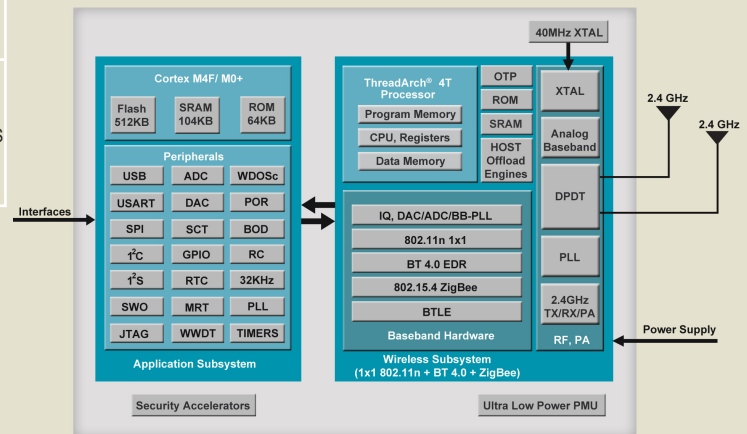 S
40MHz XTAL
Cortex M4F/ M0+
Flash
512KB
SRAM
104KB
ROM
64KB
Peripherals
USB
ADC
WDOSc
USART
DAC
POR
SPI
SCT
BOD
1²C
GPIO
RC
1²S
RTC
32KHz
SWO
MRT
PLL
JTAG
WWDT
TIMERS
Application Subsystem
Interfaces
ThreadArch® 4T
Processor
Program Memory
CPU, Registers
Data Memory
OTP
ROM
SRAM
HOST
Offload
Engines
IQ, DAC/ADC/BB-PLL
802.11n 1x1
BT 4.0 EDR
802.15.4 ZigBee
BTLE
Baseband Hardware
XTAL
Analog
Baseband
DPDT
PLL
2.4GHz
TX/RX/PA
RF, PA
Wireless Subsystem
(1x1 802.11n + BT 4.0 + ZigBee)
2.4 GHz
2.4 GHz
Power Supply
Security Accelerators
Ultra Low Power PMU